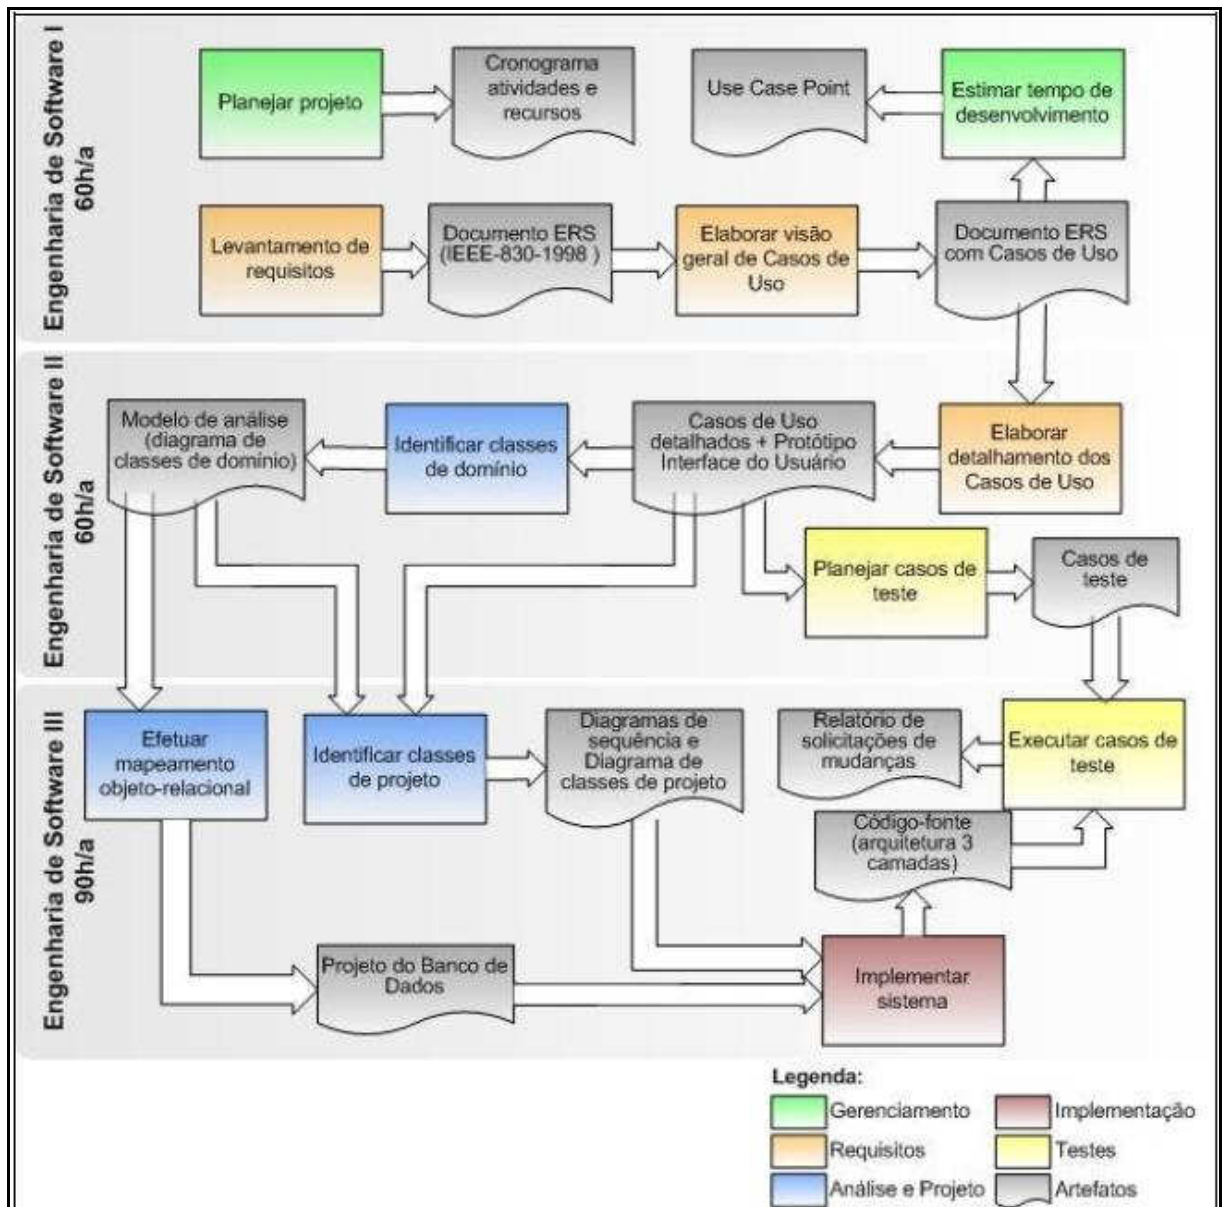 Engenharia de Software I
60h/a
Planejar projeto
Cronograma
atividades e
recursos
Use Case Point
Estimar tempo de
desenvolvimento
Levantamento de
requisitos
Documento ERS
(IEEE-830-1998 )
Elaborar visão
geral de Casos de
Uso
Documento ERS
com Casos de Uso
Engenharia de Software II
60h/a
Modelo de análise
(diagrama de
classes de domínio)
Identificar classes
de domínio
Casos de Uso
detalhados + Protótipo
Interface do Usuário
Elaborar
detalhamento dos
Casos de Uso
Planejar casos de
teste
Casos de
teste
Engenharia de Software III
90h/a
Efetuar
mapeamento
objeto-relacional
Identificar classes
de projeto
Diagramas de
sequência e
Diagrama de
classes de projeto
Relatório de
solicitações de
mudanças
Executar casos de
teste
Código-fonte
(arquitetura 3
camadas)
Projeto do Banco de
Dados
Implementar
sistema
Legenda:
Gerenciamento
Implementação
Requisitos
Testes
Análise e Projeto
Artefatos